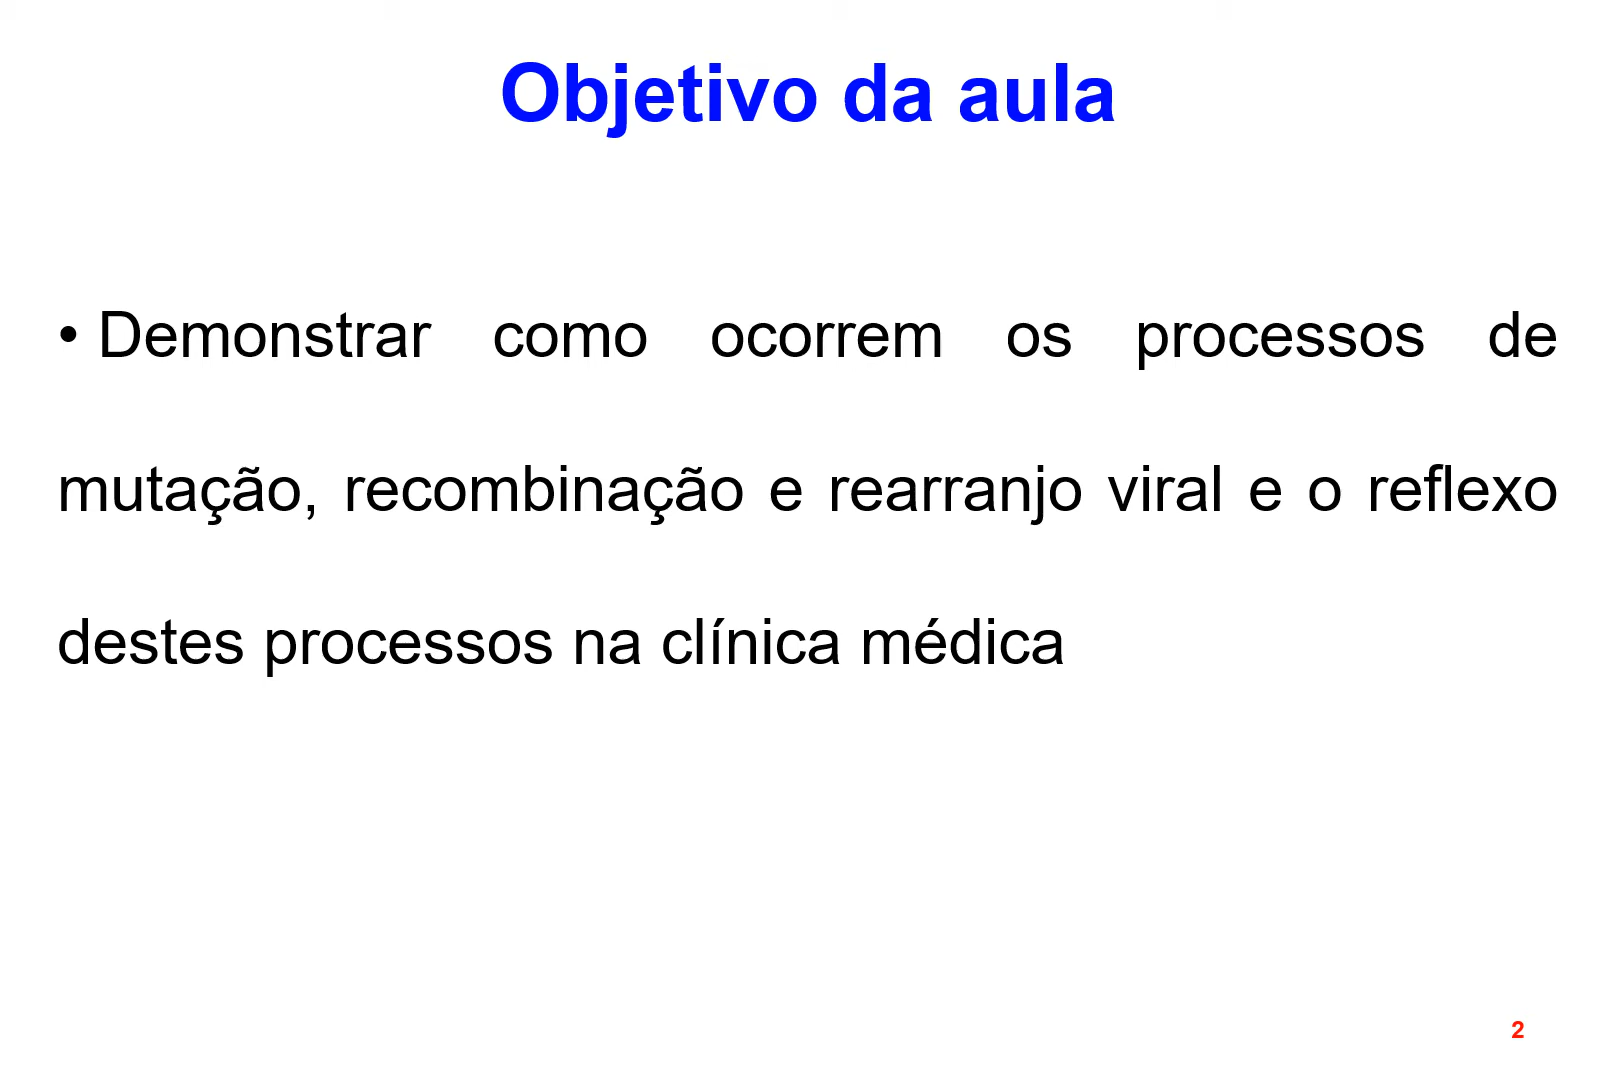 Objetivo da aula
• Demonstrar como ocorrem os processos de
mutação, recombinação e rearranjo viral e o reflexo
destes processos na clínica médica
2